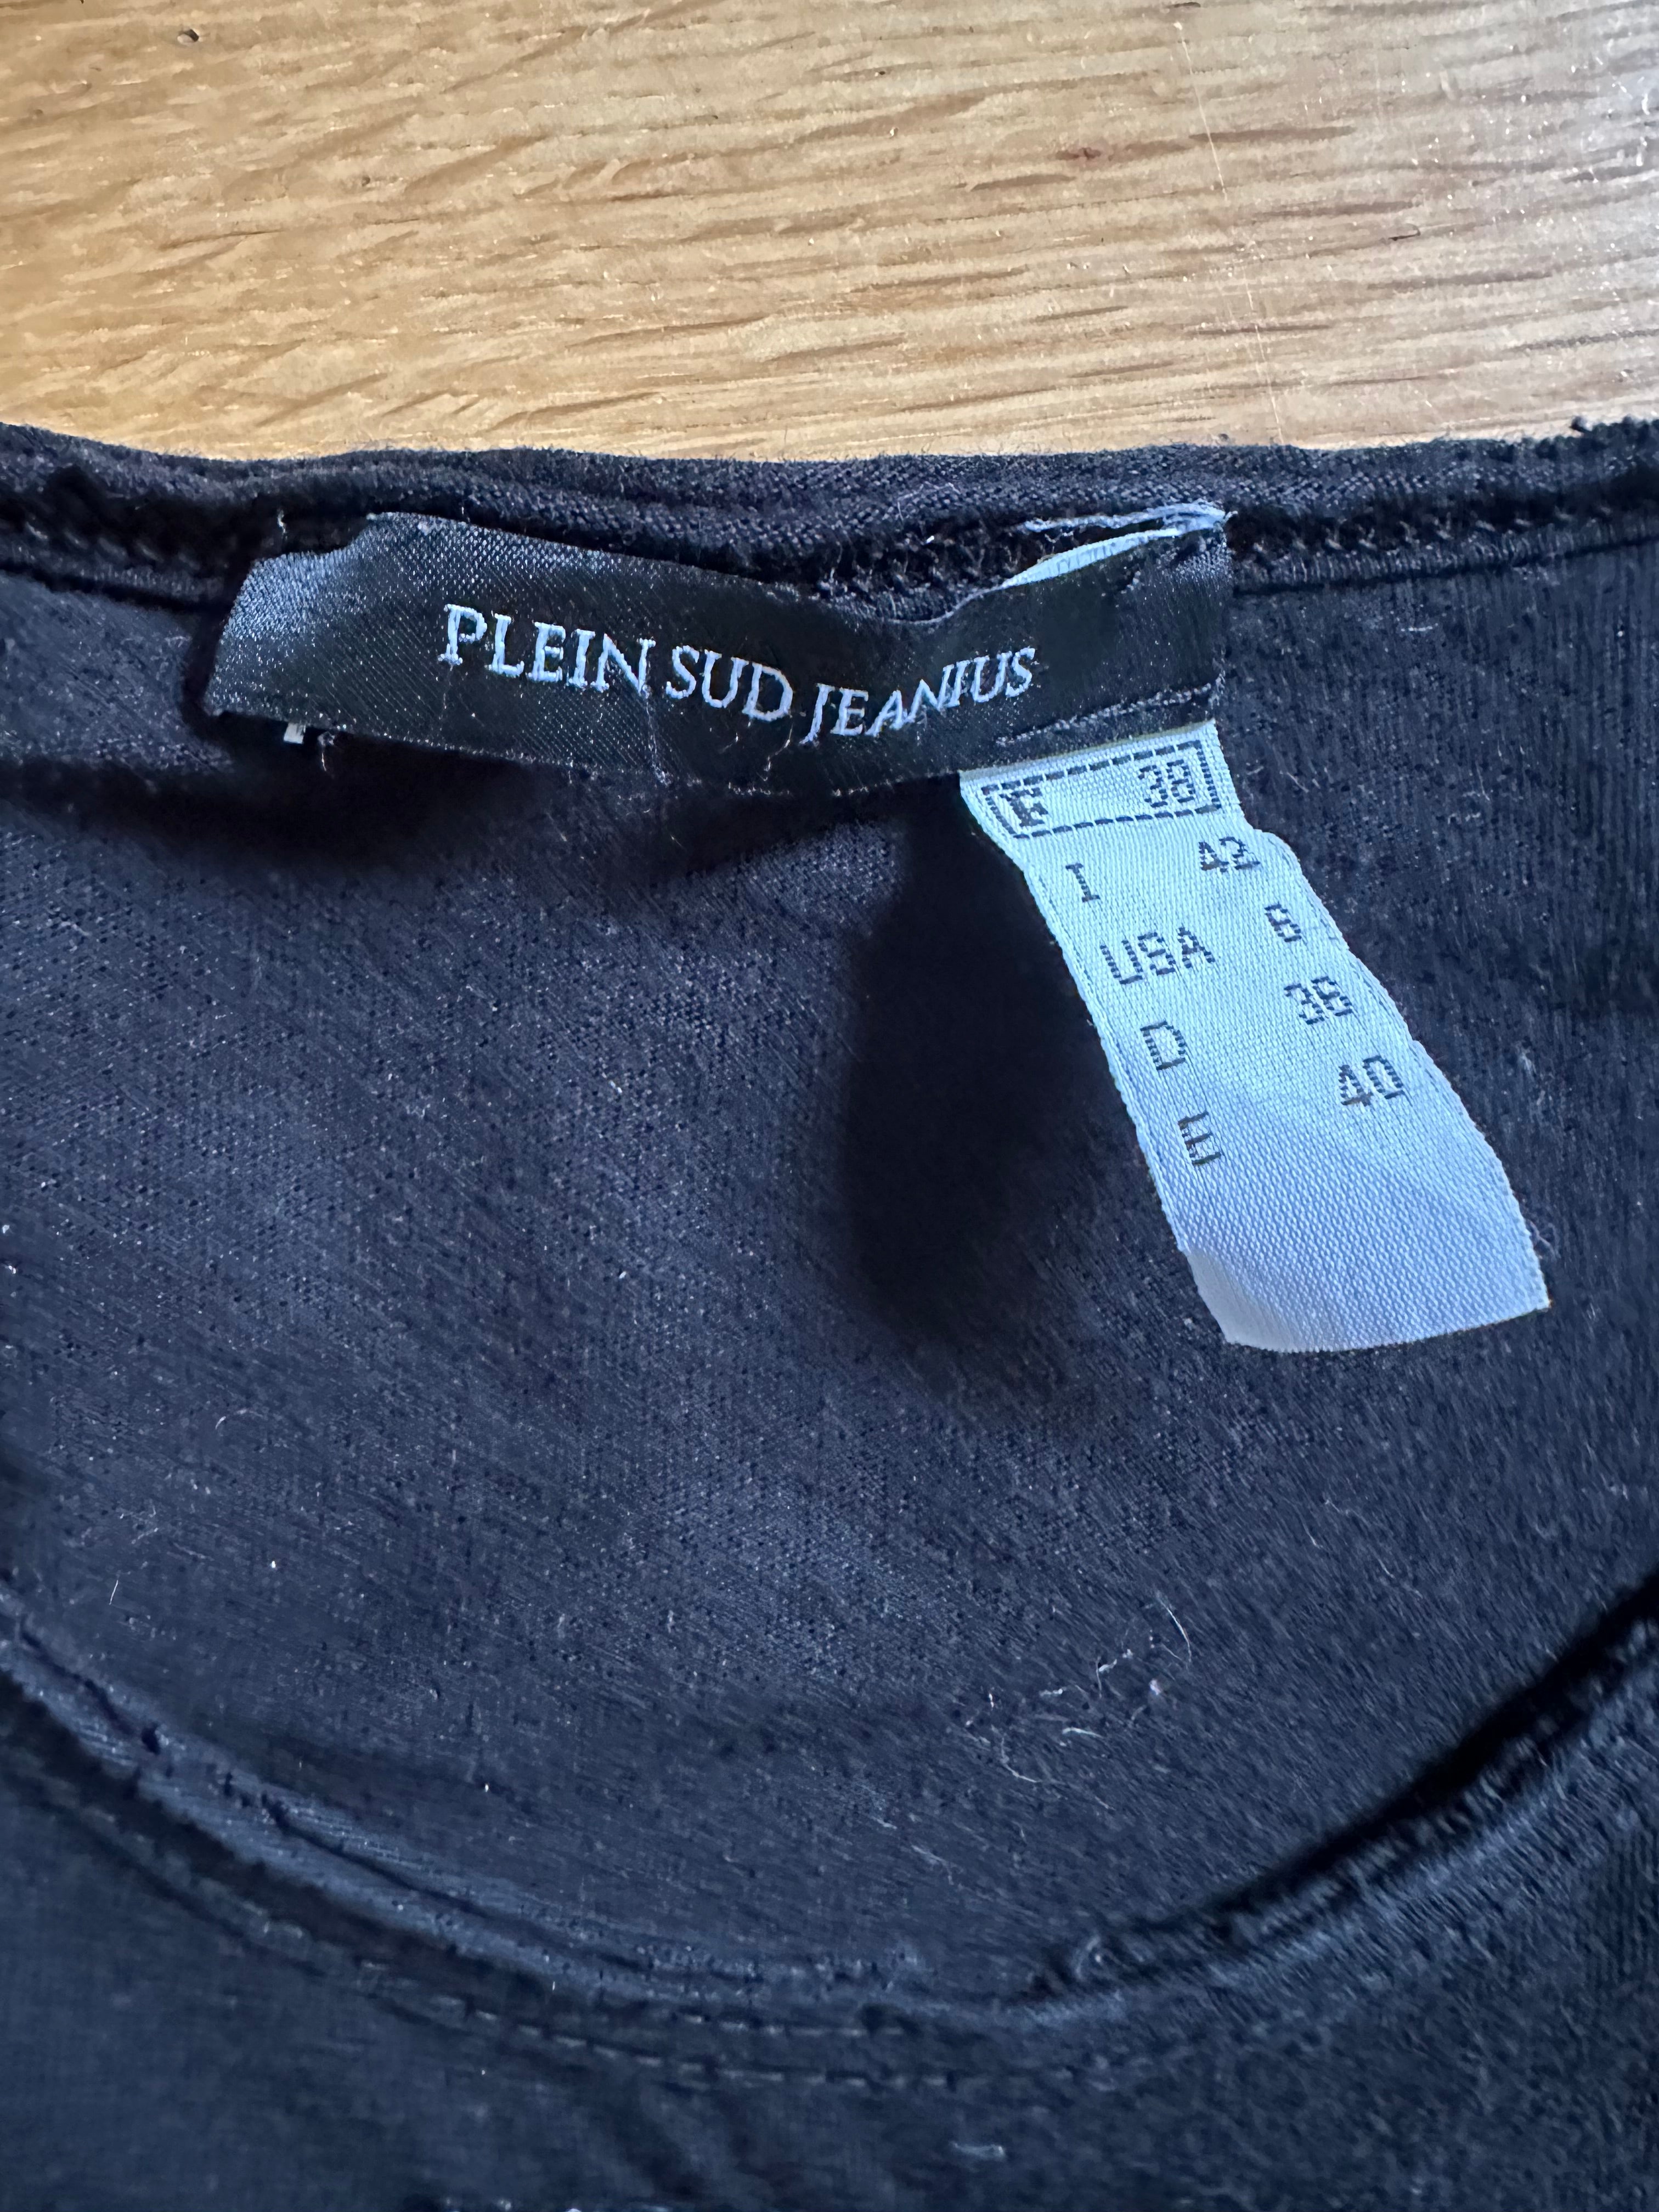 PLEIN SUD JEANIUS
F 38
I 42
USA 6
D 36
E 40